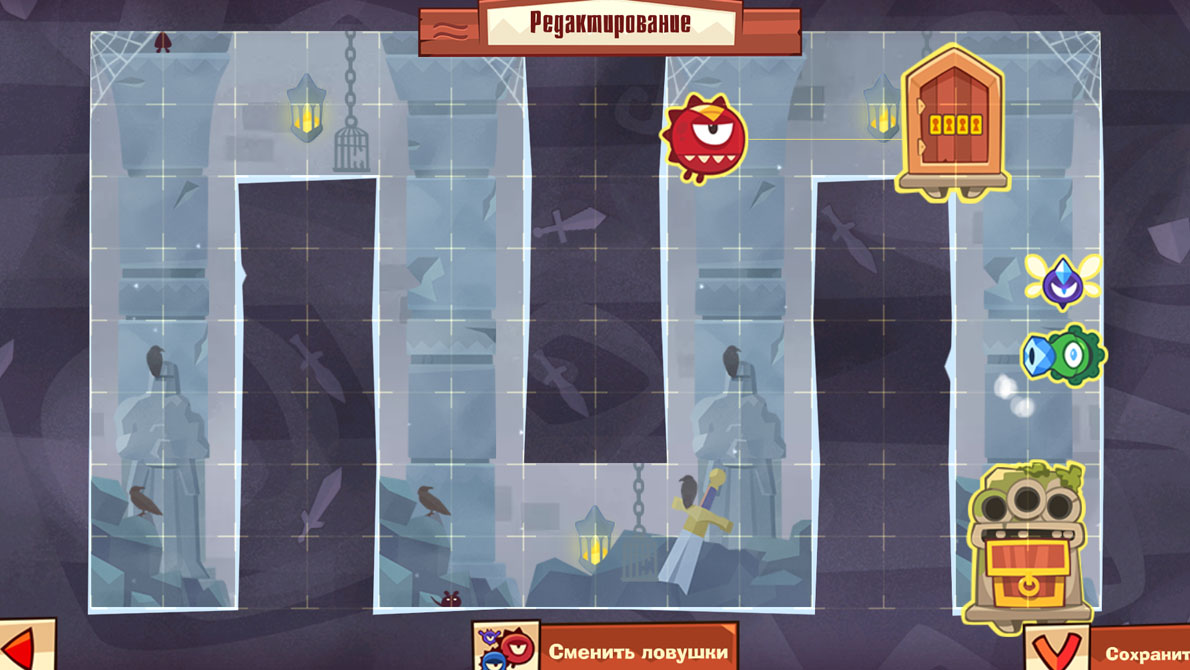 Редактирование
Сменить ловушки
Сохранит